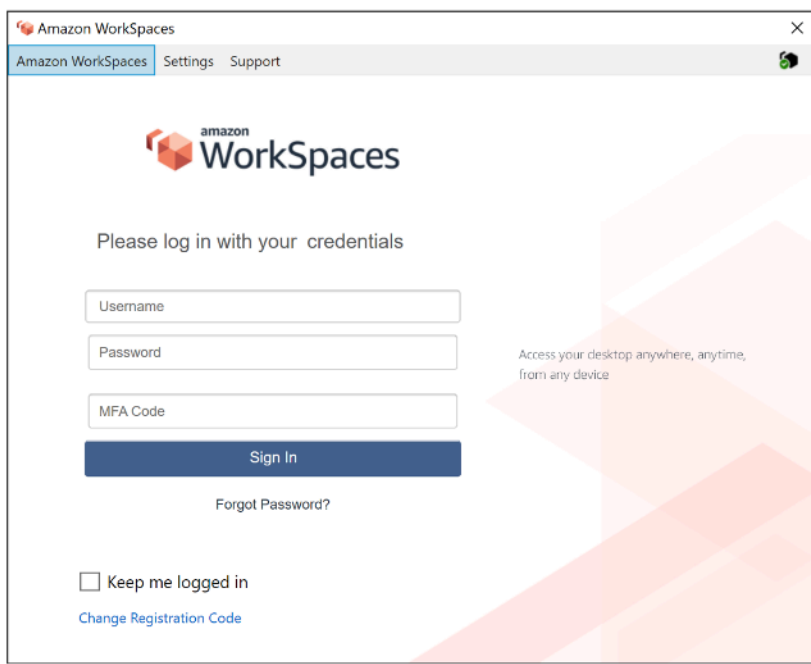 Amazon WorkSpaces
Amazon WorkSpaces Settings Support
amazon
WorkSpaces
Please log in with your credentials
Username
Password
Access your desktop anywhere, anytime,
from any device
MFA Code
Sign In
Forgot Password?
Keep me logged in
Change Registration Code